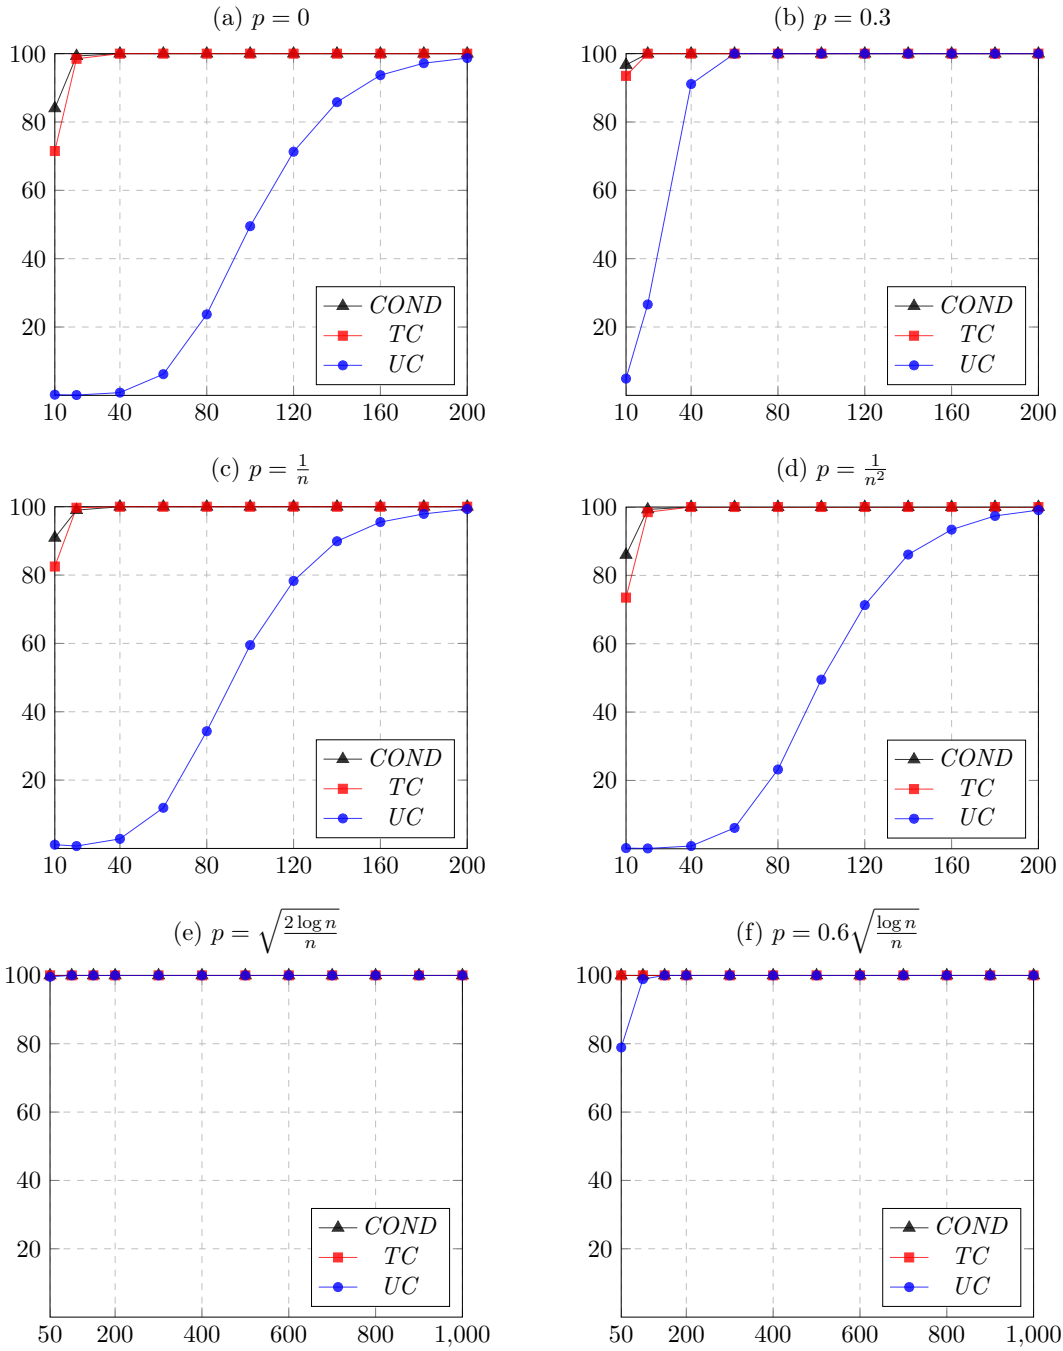 (a) p = 0
100
80
60
40
20
COND
TC
UC
10 40 80 120 160 200
(b) p = 0.3
100
80
60
40
20
COND
TC
UC
10 40 80 120 160 200
(c) p = 1/n
100
80
60
40
20
COND
TC
UC
10 40 80 120 160 200
(d) p = 1/n²
100
80
60
40
20
COND
TC
UC
10 40 80 120 160 200
(e) p = √(2 log n / n)
100
80
60
40
20
COND
TC
UC
50 200 400 600 800 1,000
(f) p = 0.6√(log n / n)
100
80
60
40
20
COND
TC
UC
50 200 400 600 800 1,000